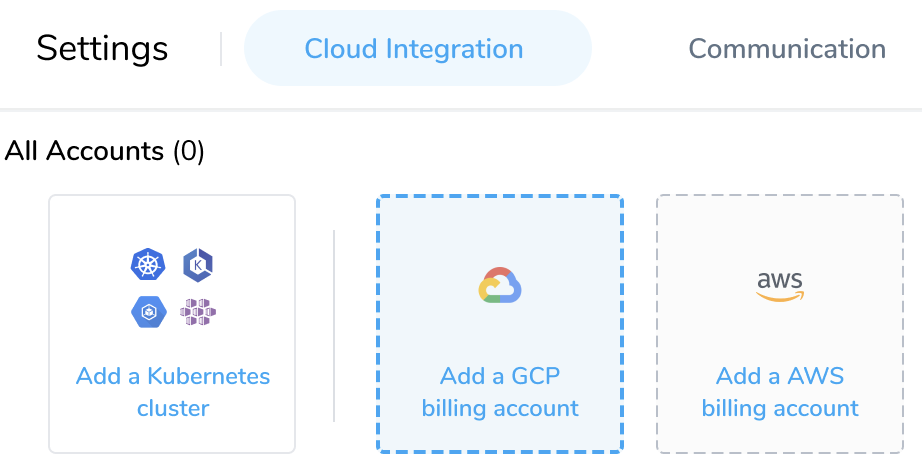 Settings
Cloud Integration
Communication
All Accounts (0)
K
Add a Kubernetes
cluster
Add a GCP
billing account
aws
Add a AWS
billing account